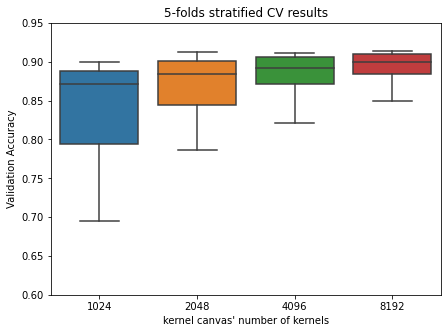 5-folds stratified CV results
Validation Accuracy
0.95
0.90
0.85
0.80
0.75
0.70
0.65
0.60
1024 2048 4096 8192
kernel canvas' number of kernels